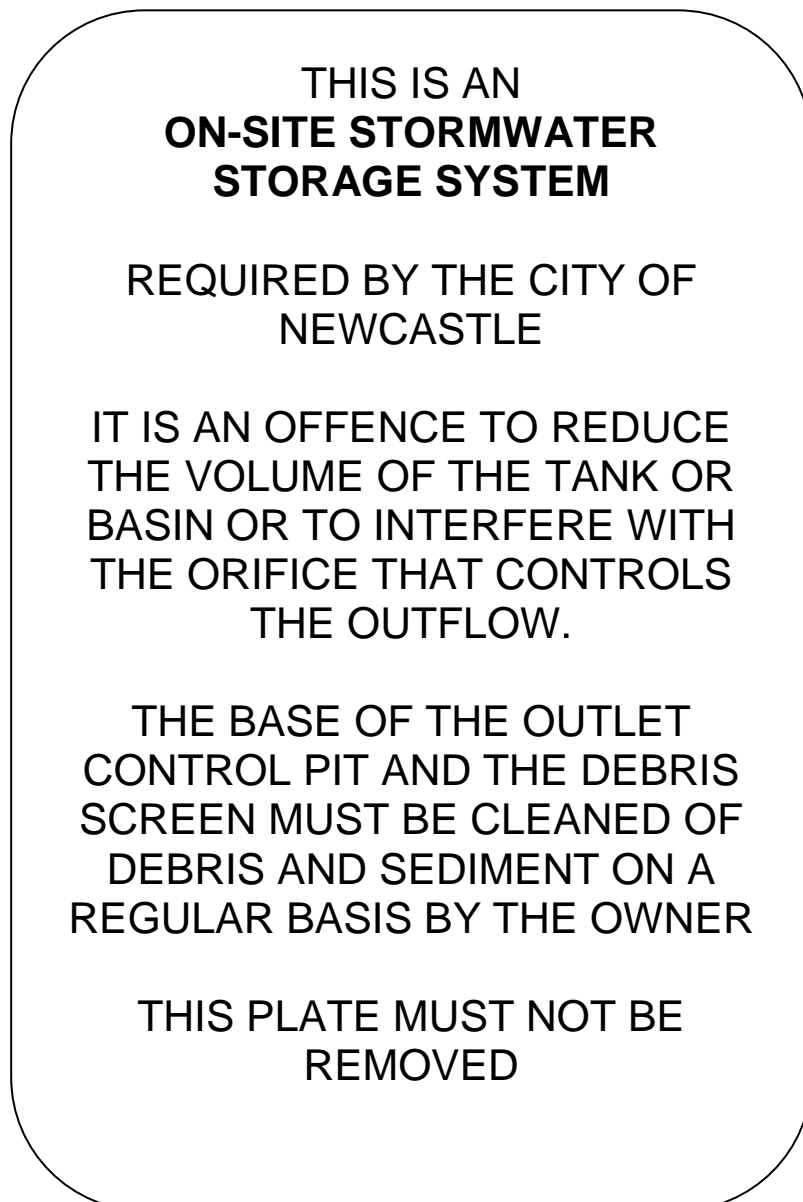 THIS IS AN
ON-SITE STORMWATER
STORAGE SYSTEM
REQUIRED BY THE CITY OF
NEWCASTLE
IT IS AN OFFENCE TO REDUCE
THE VOLUME OF THE TANK OR
BASIN OR TO INTERFERE WITH
THE ORIFICE THAT CONTROLS
THE OUTFLOW.
THE BASE OF THE OUTLET
CONTROL PIT AND THE DEBRIS
SCREEN MUST BE CLEANED OF
DEBRIS AND SEDIMENT ON A
REGULAR BASIS BY THE OWNER
THIS PLATE MUST NOT BE
REMOVED